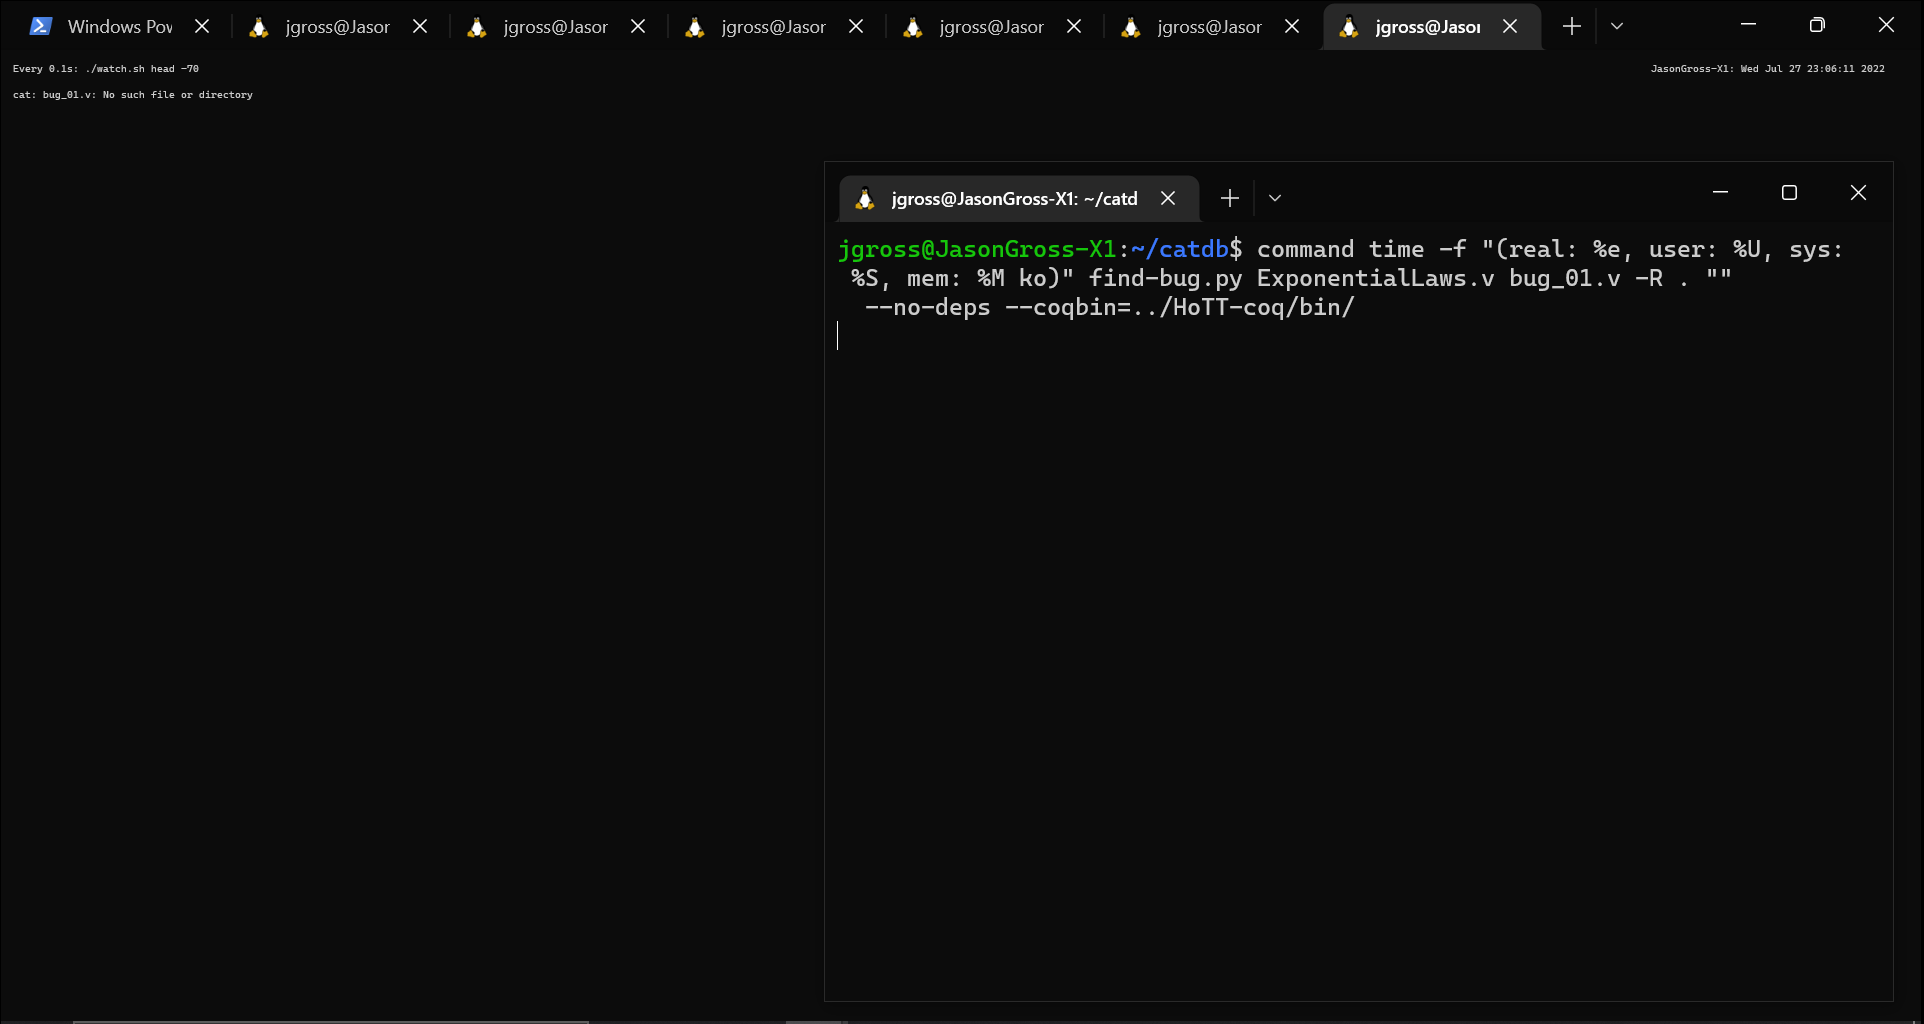 Windows Pow
jgross@Jasor
jgross@Jasor
jgross@Jasor
jgross@Jasor
jgross@Jasor
jgross@Jasor
Every 0.1s: ./watch.sh head -70
JasonGross-X1: Wed Jul 27 23:06:11 2022
cat: bug_01.v: No such file or directory
jgross@JasonGross-X1: ~/catd
jgross@JasonGross-X1:~/catdb$ command time -f "(real: %e, user: %U, sys:
%S, mem: %M ko)" find-bug.py ExponentialLaws.v bug_01.v -R . ""
--no-deps --coqbin=../HoTT-coq/bin/